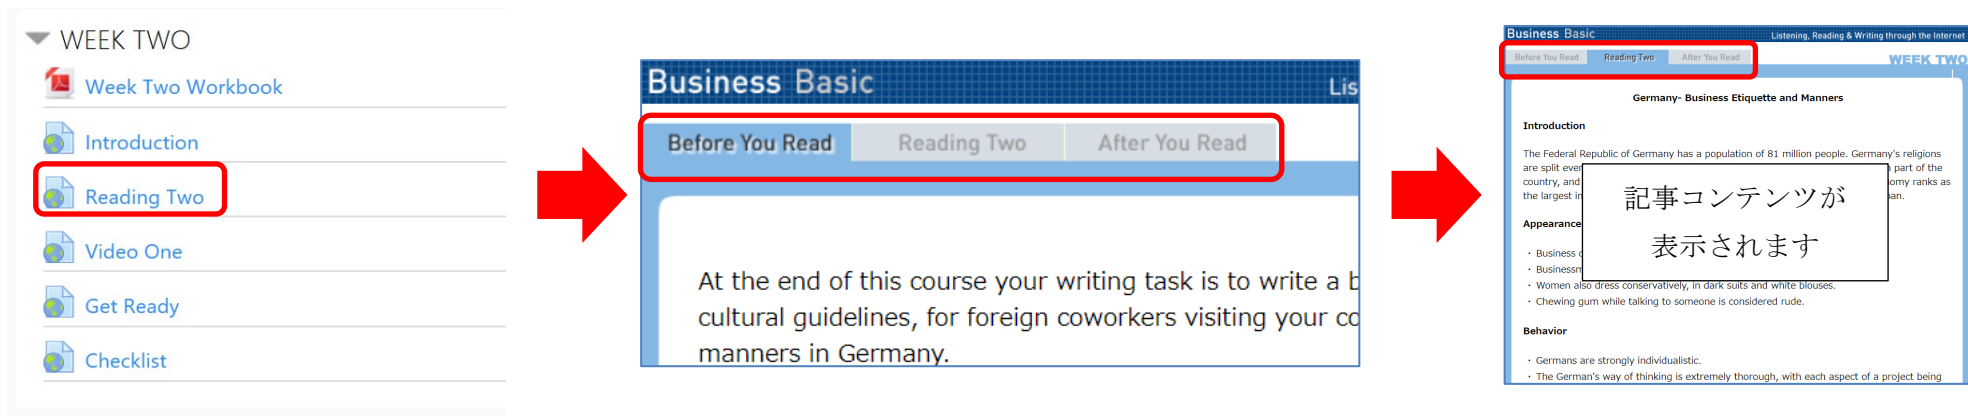 WEEK TWO
Week Two Workbook
Introduction
Reading Two
Video One
Get Ready
Checklist
Business Basic
Lis
Before You Read
Reading Two
After You Read
At the end of this course your writing task is to write a b
cultural guidelines, for foreign coworkers visiting your co
manners in Germany.
Business Basic
Listening, Reading & Writing through the Internet
Before You Read
Reading Two
After You Read
WEEK TWO
Germany- Business Etiquette and Manners
Introduction
The Federal Republic of Germany has a population of 81 million people. Germany's religions
are split ever part of the
country, and omy ranks as
the largest in pan.
記事コンテンツが
表示されます
Appearance
・ Business
・ Businessm
・ Women also dress conservatively, in dark suits and white blouses.
・ Chewing gum while talking to someone is considered rude.
Behavior
・ Germans are strongly individualistic.
・ The German's way of thinking is extremely thorough, with each aspect of a project being